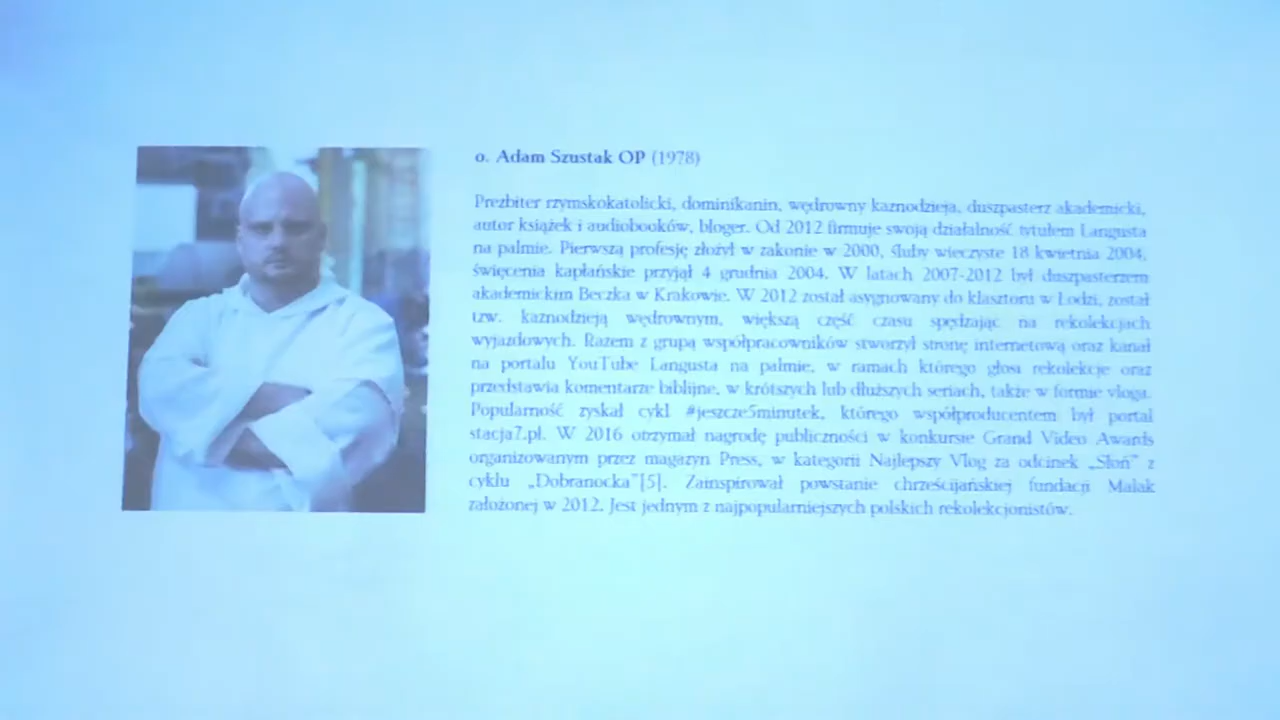 o. Adam Szustak OP (1978)
Prezbiter rzymskokatolicki, dominikanin, wędrowny kaznodzieja, duszpasterz akademicki,
autor książek i audiobooków, bloger. Od 2012 firmuje swoją działalność tytułem Langusta
na palmie. Pierwszą profesję złożył w zakonie w 2000, śluby wieczyste 18 kwietnia 2004,
święcenia kapłańskie przyjął 4 grudnia 2004. W latach 2007-2012 był duszpasterzem
akademickim Beczka w Krakowie. W 2012 został asygnowany do klasztoru w Łodzi, został
tzw. kaznodzieją wędrownym, większą część czasu spędzając na rekolekcjach
wyjazdowych. Razem z grupą współpracowników stworzył stronę internetową oraz kanał
na portalu YouTube Langusta na palmie, w ramach którego głosi rekolekcje oraz
przedstawia komentarze biblijne, w krótszych lub dłuższych seriach, także w formie vloga.
Popularność zyskał cykl #jeszcze5minutek, którego współproducentem był portal
stacja7.pl. W 2016 otrzymał nagrodę publiczności w konkursie Grand Video Awards
organizowanym przez magazyn Press, w kategorii Najlepszy Vlog za odcinek „Słoń” z
cyklu „Dobranocka”[5]. Zainspirował powstanie chrześcijańskiej fundacji Malak
założonej w 2012. Jest jednym z najpopularniejszych polskich rekolekcjonistów.